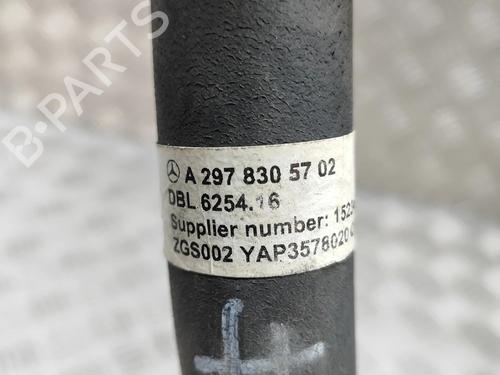 B-PARTS
A 297 830 57 02
DBL 6254.16
Supplier number:
ZGS002